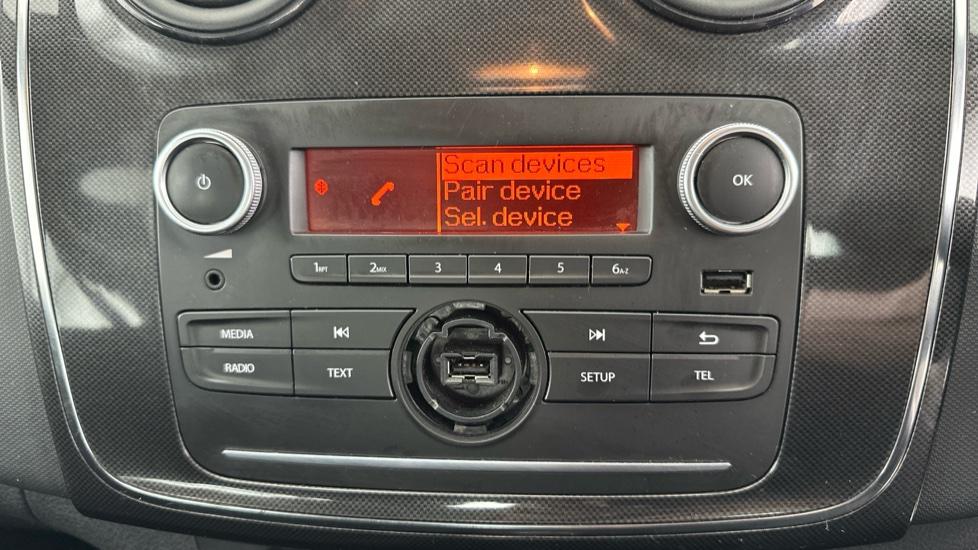 Scan devices
Pair device
Sel. device
OK
1RPT 2MIX 3 4 5 6A-Z
MEDIA
RADIO TEXT SETUP TEL